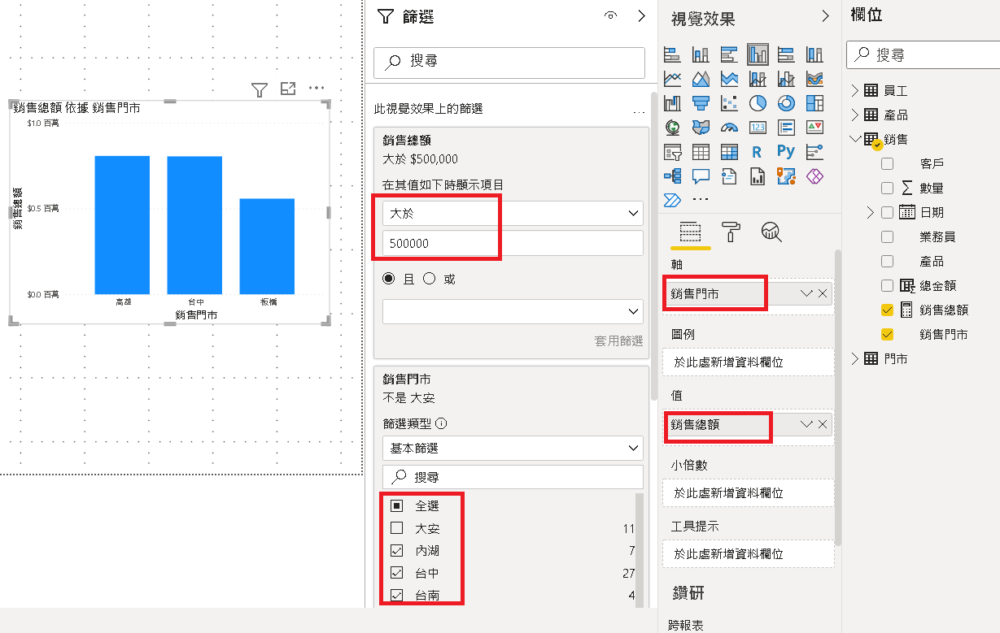 銷售總額 依據 銷售門市
$1.0 百萬
$0.5 百萬
$0.0 百萬
銷售總額
高雄
台中
板橋
銷售門市
篩選
搜尋
此視覺效果上的篩選
...
銷售總額
大於 $500,000
在其值如下時顯示項目
大於
500000
且
或
套用篩選
銷售門市
不是 大安
篩選類型
基本篩選
搜尋
全選
大安 11
內湖 7
台中 27
台南 4
視覺效果
123
R
Py
...
軸
銷售門市
圖例
於此處新增資料欄位
值
銷售總額
小倍數
於此處新增資料欄位
工具提示
於此處新增資料欄位
鑽研
跨報表
欄位
搜尋
員工
產品
銷售
客戶
數量
日期
業務員
產品
總金額
銷售總額
銷售門市
門市